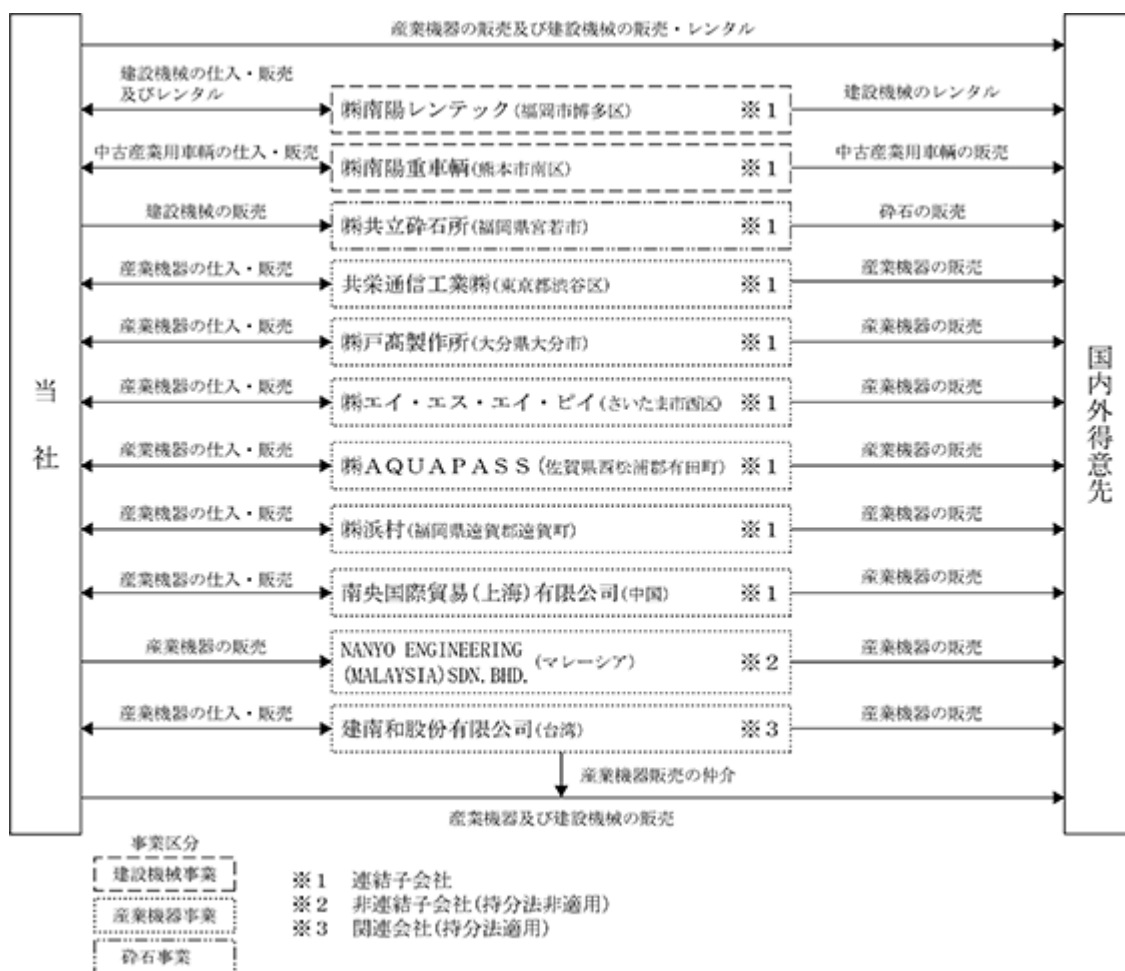 産業機器の販売及び建設機械の販売・レンタル
建設機械の仕入・販売
及びレンタル
㈱南陽レンテック(福岡市博多区) ※1
建設機械のレンタル
中古産業用車輌の仕入・販売
㈱南陽重車輌(熊本市南区) ※1
中古産業用車輌の販売
建設機械の販売
㈱共立砕石所(福岡県宮若市) ※1
砕石の販売
産業機器の仕入・販売
共栄通信工業㈱(東京都渋谷区) ※1
産業機器の販売
産業機器の仕入・販売
㈱戸髙製作所(大分県大分市) ※1
産業機器の販売
産業機器の仕入・販売
㈱エイ・エス・エイ・ピイ(さいたま市西区) ※1
産業機器の販売
産業機器の仕入・販売
㈱AQUAPASS(佐賀県西松浦郡有田町) ※1
産業機器の販売
産業機器の仕入・販売
㈱浜村(福岡県遠賀郡遠賀町) ※1
産業機器の販売
産業機器の仕入・販売
南央国際貿易(上海)有限公司(中国) ※1
産業機器の販売
産業機器の販売
NANYO ENGINEERING
(MALAYSIA)SDN.BHD. (マレーシア) ※2
産業機器の販売
産業機器の仕入・販売
建南和股份有限公司(台湾) ※3
産業機器の販売
産業機器販売の仲介
産業機器及び建設機械の販売
当社
国内外得意先
事業区分
建設機械事業
産業機器事業
砕石事業
※1 連結子会社
※2 非連結子会社(持分法非適用)
※3 関連会社(持分法適用)